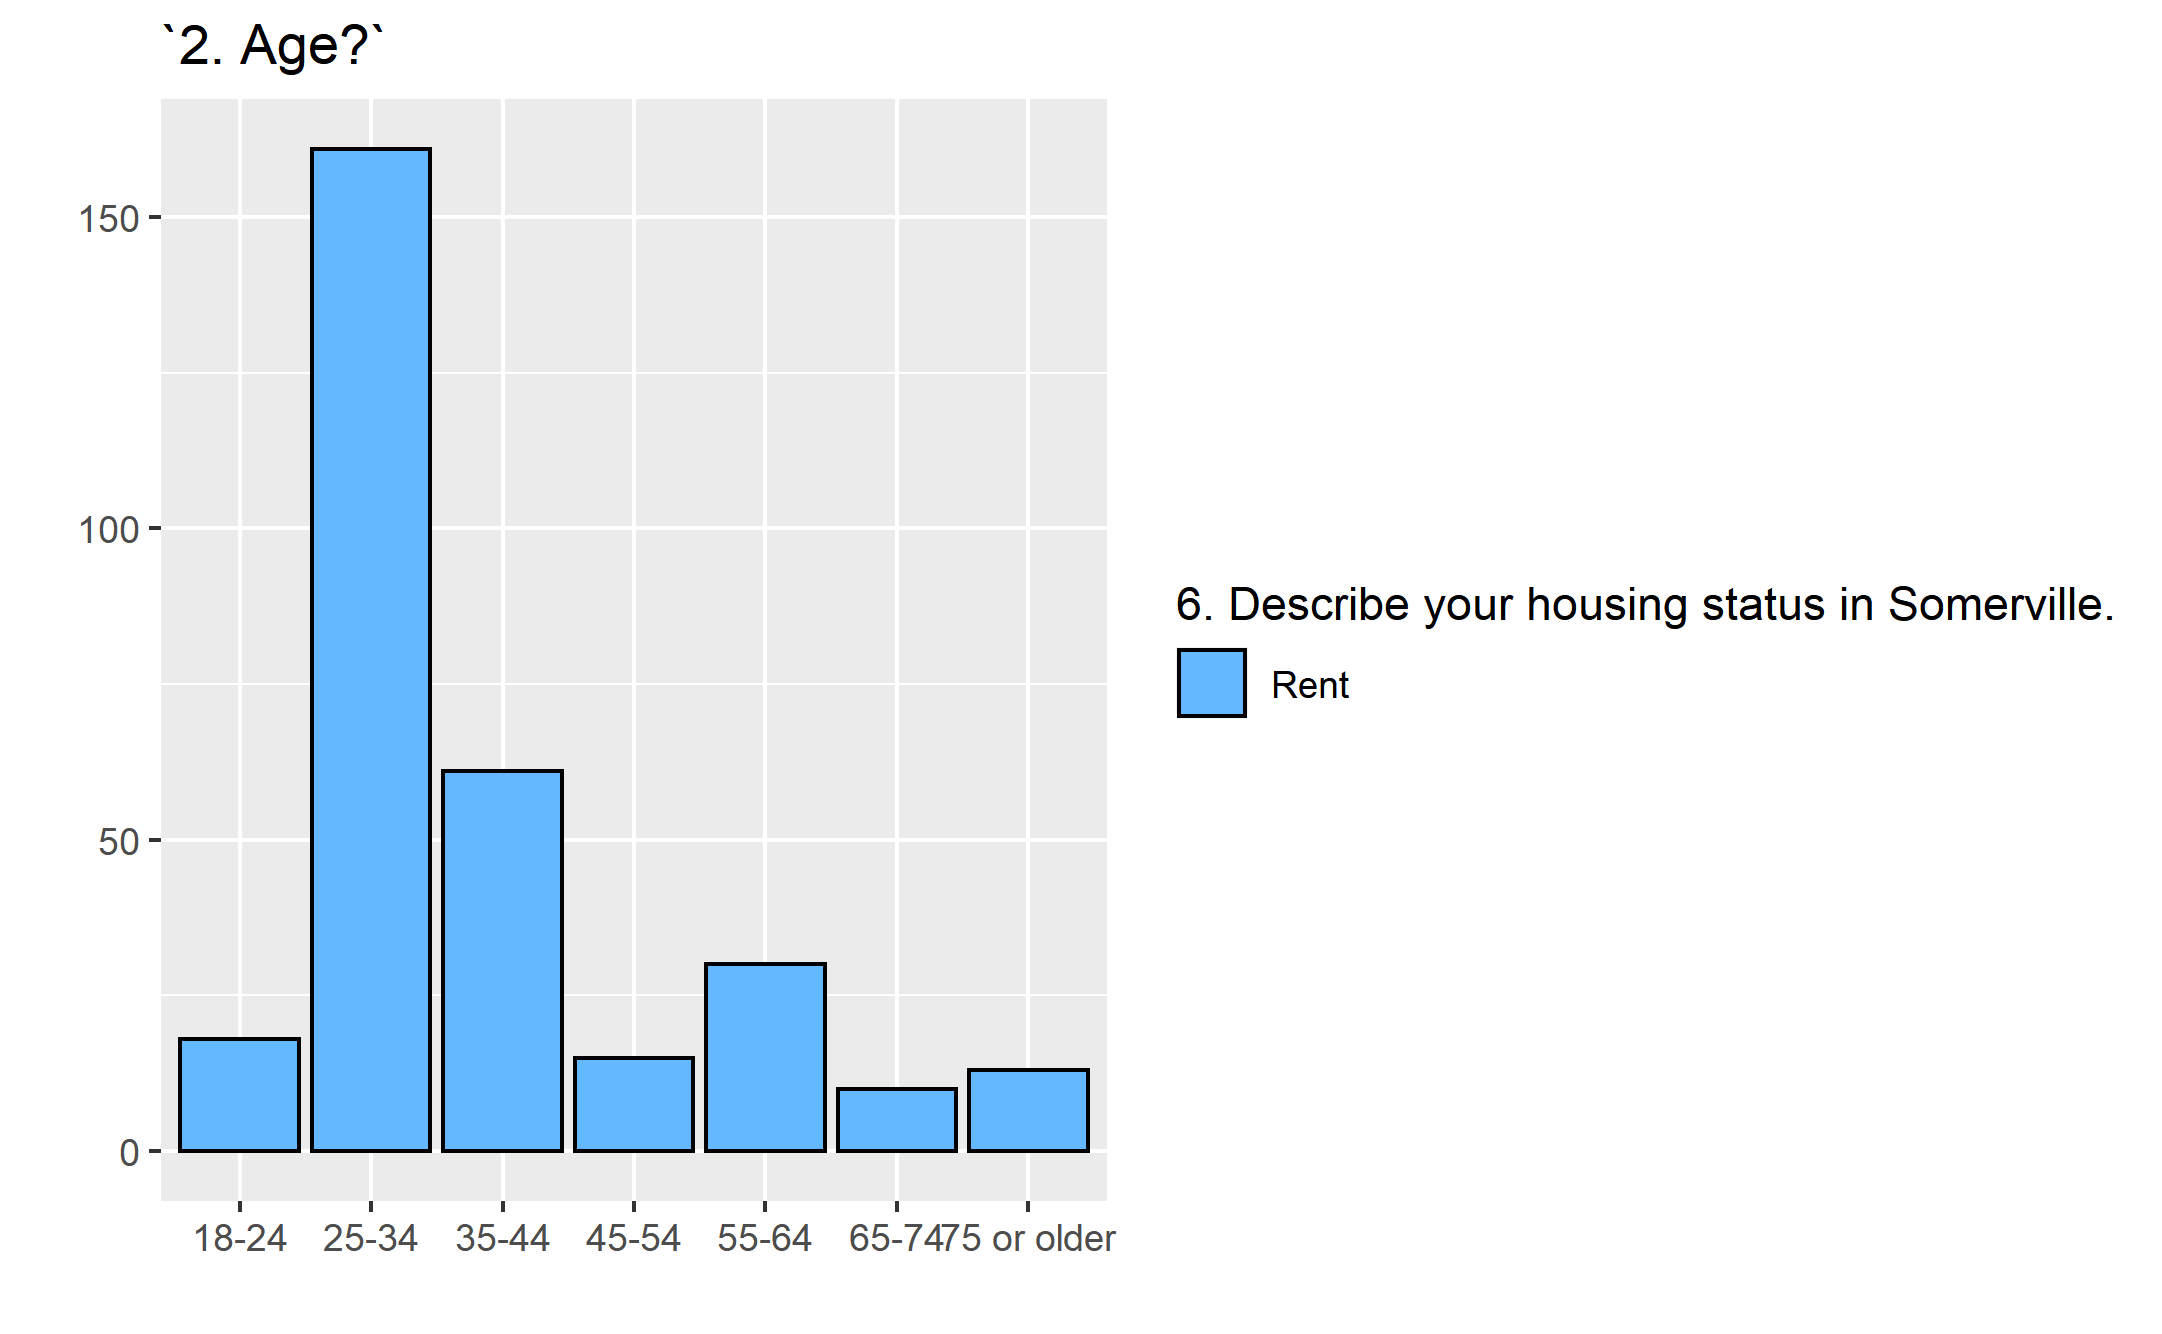 `2. Age?`
150
100
50
0
18-24
25-34
35-44
45-54
55-64
65-74
75 or older
6. Describe your housing status in Somerville.
Rent